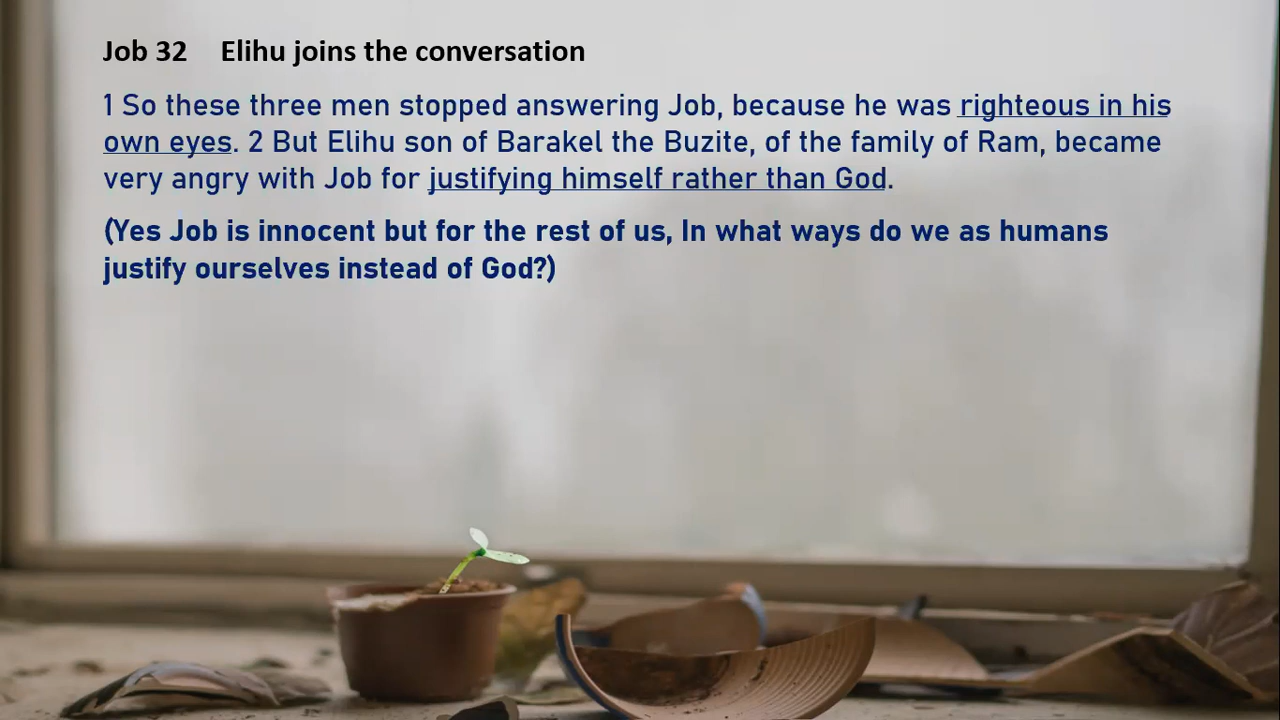 Job 32 Elihu joins the conversation
1 So these three men stopped answering Job, because he was righteous in his
own eyes. 2 But Elihu son of Barakel the Buzite, of the family of Ram, became
very angry with Job for justifying himself rather than God.
(Yes Job is innocent but for the rest of us, In what ways do we as humans
justify ourselves instead of God?)